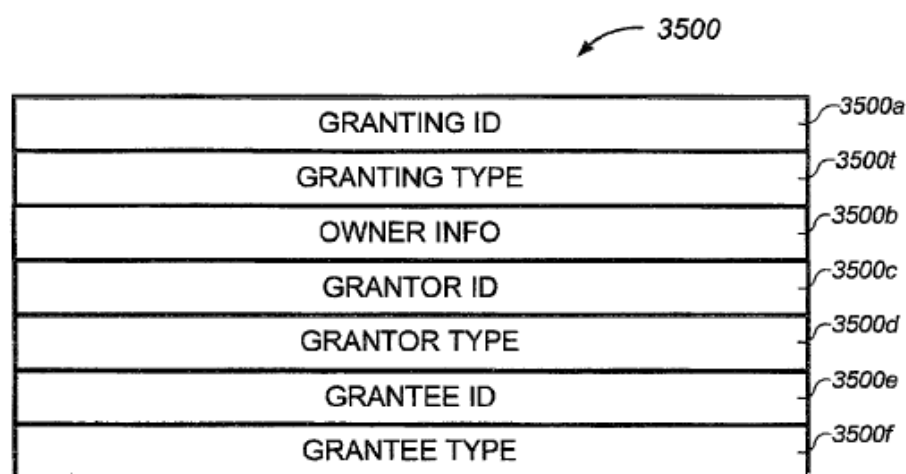 3500
GRANTING ID 3500a
GRANTING TYPE 3500t
OWNER INFO 3500b
GRANTOR ID 3500c
GRANTOR TYPE 3500d
GRANTEE ID 3500e
GRANTEE TYPE 3500f